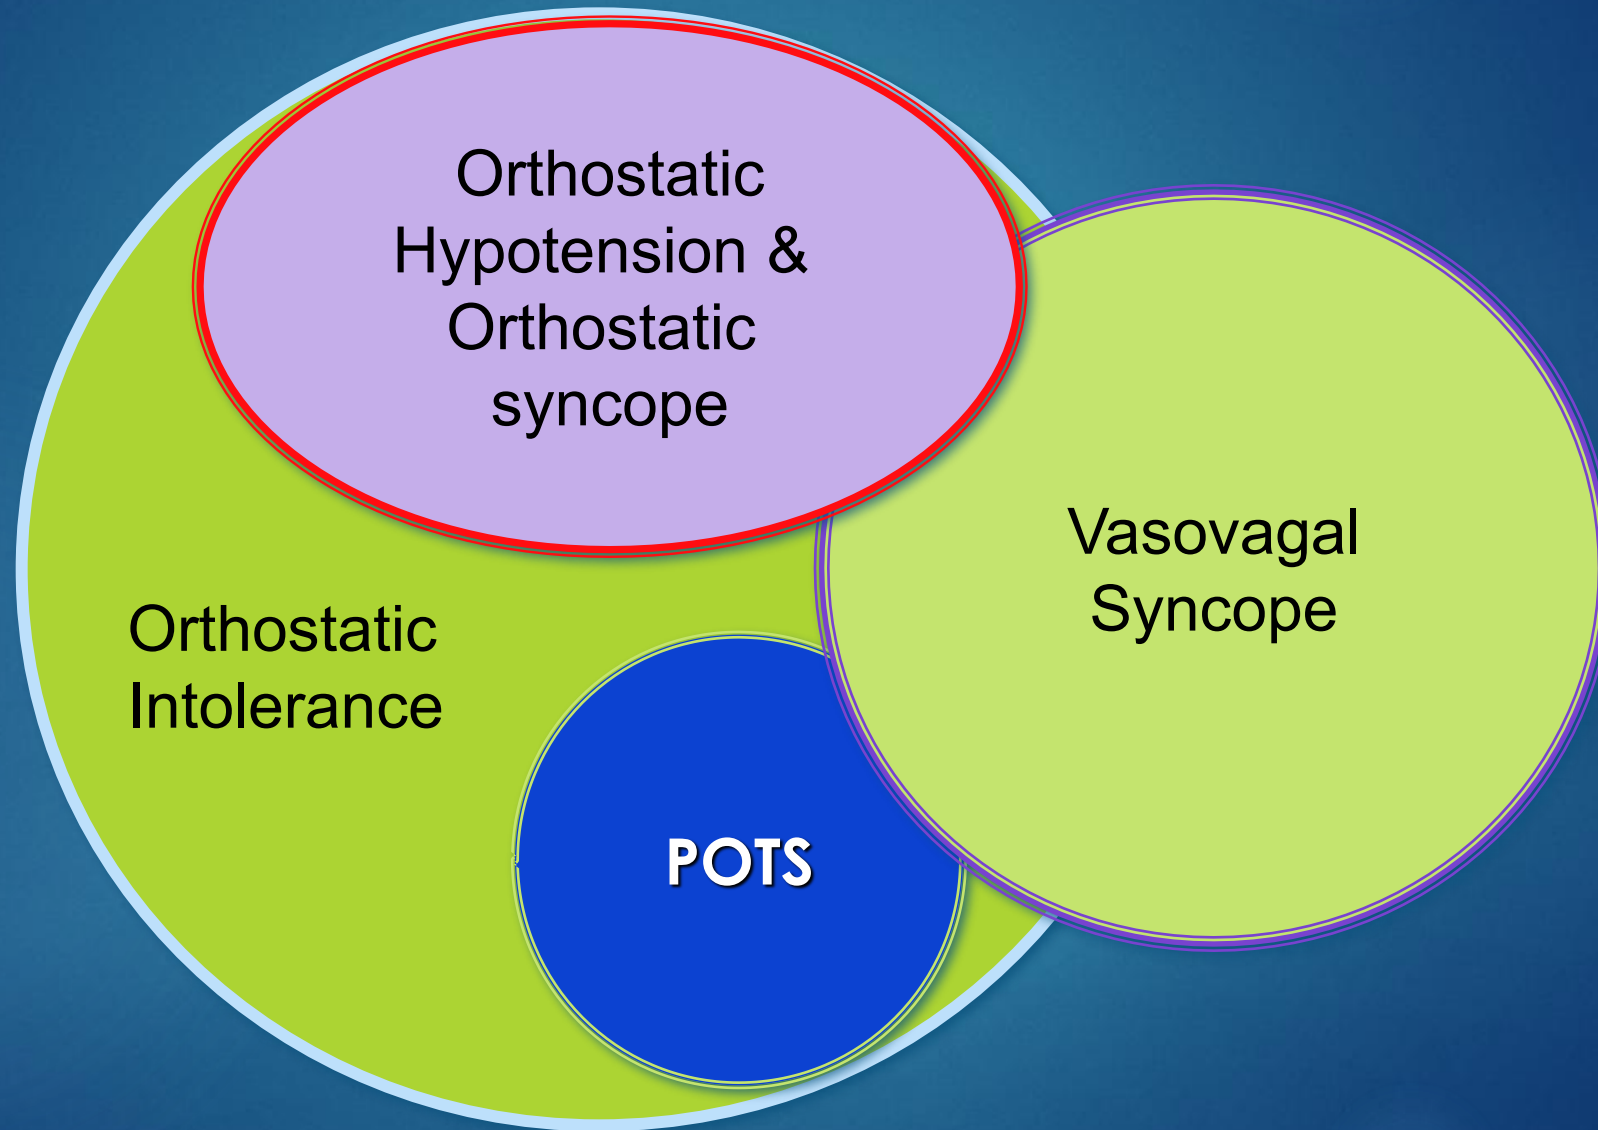 Orthostatic
Hypotension &
Orthostatic
syncope
Vasovagal
Syncope
Orthostatic
Intolerance
POTS